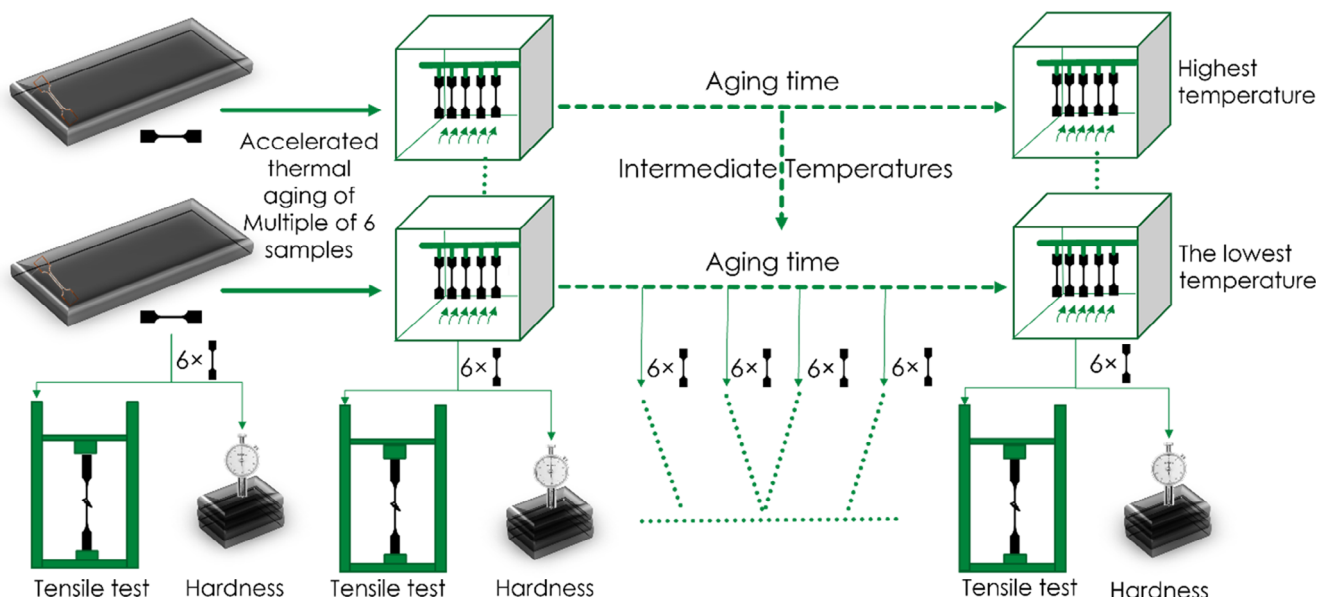 Aging time
Highest
temperature
Accelerated
thermal
aging of
Multiple of 6
samples
Intermediate Temperatures
Aging time
The lowest
temperature
6×
6×
6×
6×
6×
6×
6×
Tensile test
Hardness
Tensile test
Hardness
Tensile test
Hardness